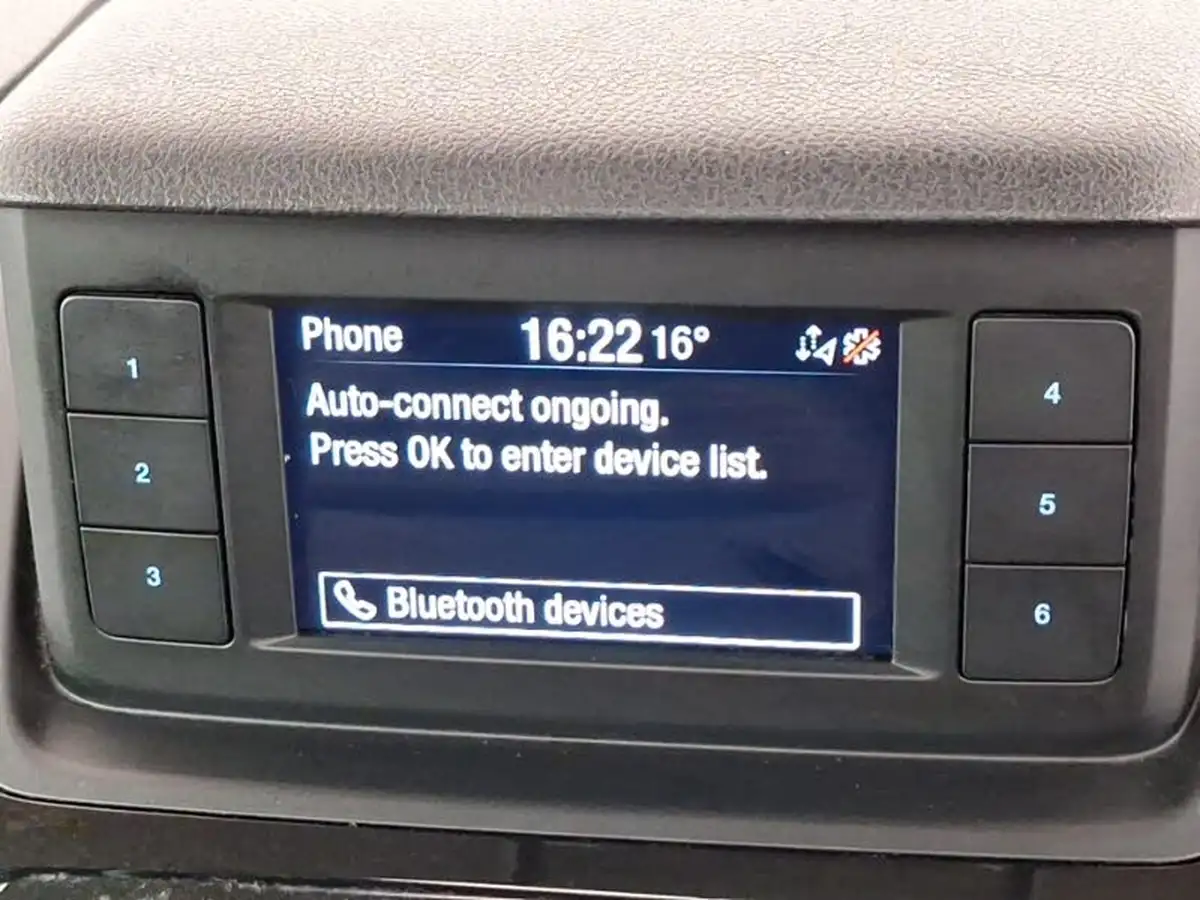 Phone 16:22 16°
Auto-connect ongoing.
Press OK to enter device list.
Bluetooth devices
1
2
3
4
5
6